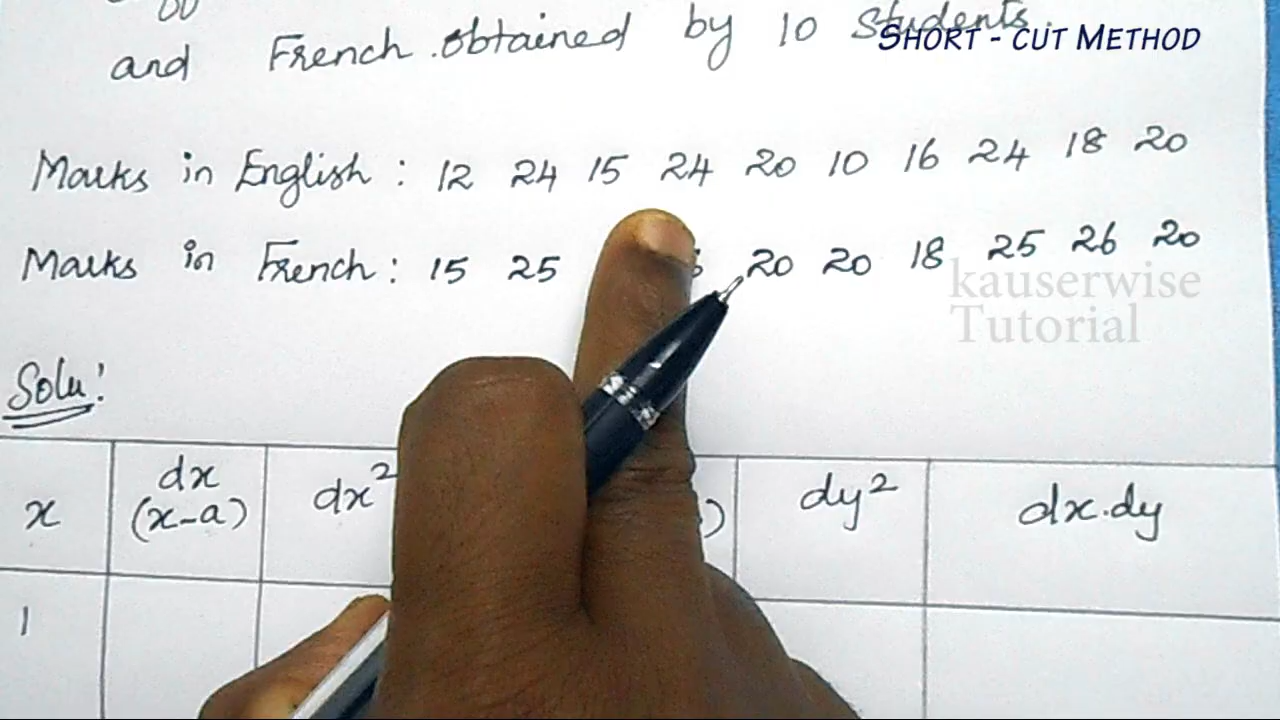 and French obtained by 10 Students.
SHORT - CUT METHOD
Marks in English : 12 24 15 24 20 10 16 24 18 20
Marks in French : 15 25 20 20 18 25 26 20
kauserwise
Tutorial
Solu:
x dx (x-a) dx² ) dy² dx.dy
1